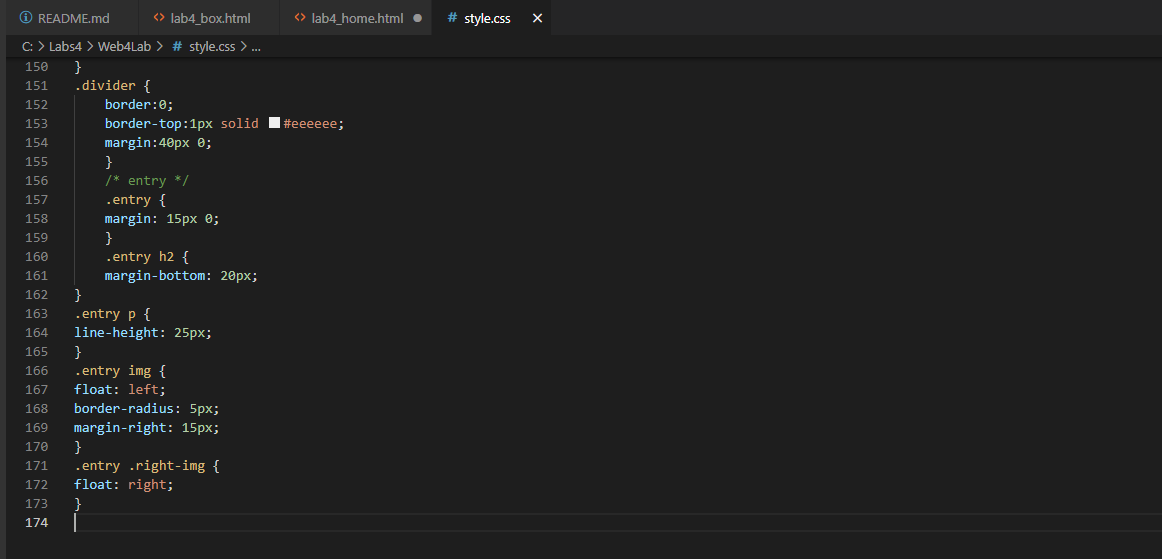 README.md lab4_box.html lab4_home.html # style.css
C: > Labs4 > Web4Lab > # style.css > ...
150 }
151 .divider {
152     border:0;
153     border-top:1px solid #eeeeee;
154     margin:40px 0;
155     }
156     /* entry */
157     .entry {
158     margin: 15px 0;
159     }
160     .entry h2 {
161     margin-bottom: 20px;
162 }
163 .entry p {
164 line-height: 25px;
165 }
166 .entry img {
167 float: left;
168 border-radius: 5px;
169 margin-right: 15px;
170 }
171 .entry .right-img {
172 float: right;
173 }
174